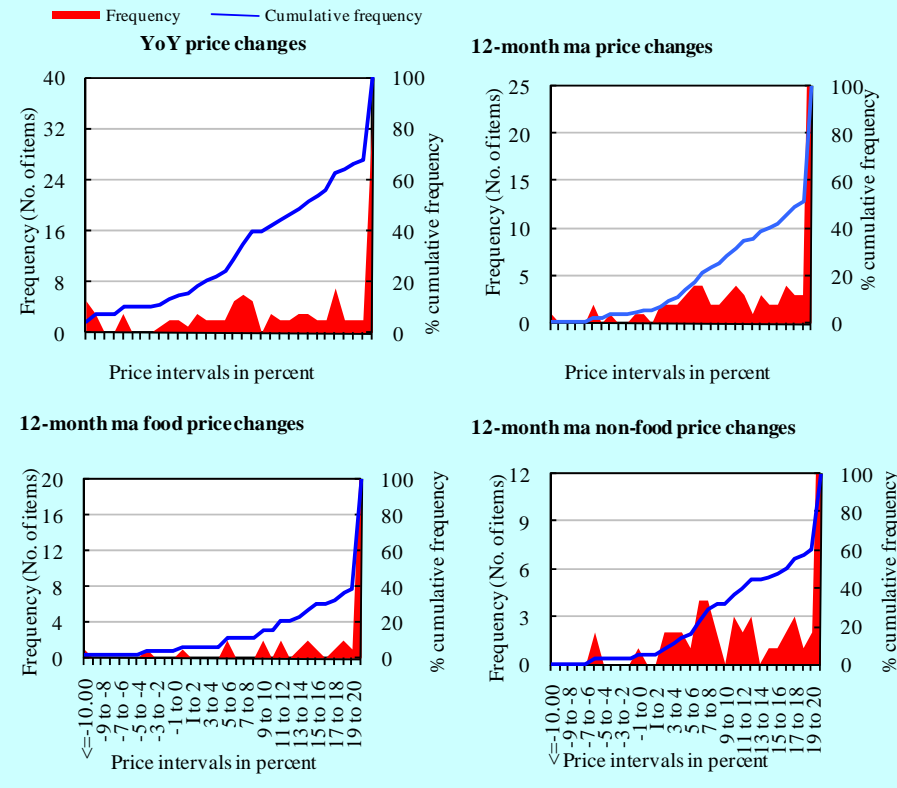 Frequency Cumulative frequency
YoY price changes
Frequency (No. of items)
40
32
24
16
8
0
100
80
60
40
20
0
% cumulative frequency
Price intervals in percent
12-month ma price changes
Frequency (No. of items)
25
20
15
10
5
0
100
80
60
40
20
0
% cumulative frequency
Price intervals in percent
12-month ma food price changes
Frequency (No. of items)
20
16
12
8
4
0
100
80
60
40
20
0
% cumulative frequency
<=-10.00
-9 to -8
-7 to -6
-5 to -4
-3 to -2
-1 to 0
1 to 2
3 to 4
5 to 6
7 to 8
9 to 10
11 to 12
13 to 14
15 to 16
17 to 18
19 to 20
Price intervals in percent
12-month ma non-food price changes
Frequency (No. of items)
12
9
6
3
0
100
80
60
40
20
0
% cumulative frequency
<=-10.00
-9 to -8
-7 to -6
-5 to -4
-3 to -2
-1 to 0
1 to 2
3 to 4
5 to 6
7 to 8
9 to 10
11 to 12
13 to 14
15 to 16
17 to 18
19 to 20
Price intervals in percent